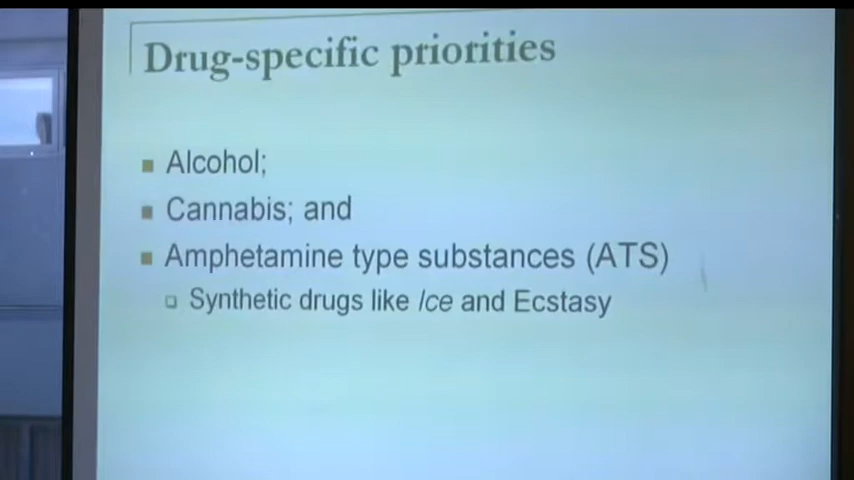 Drug-specific priorities
Alcohol;
Cannabis; and
Amphetamine type substances (ATS)
Synthetic drugs like Ice and Ecstasy